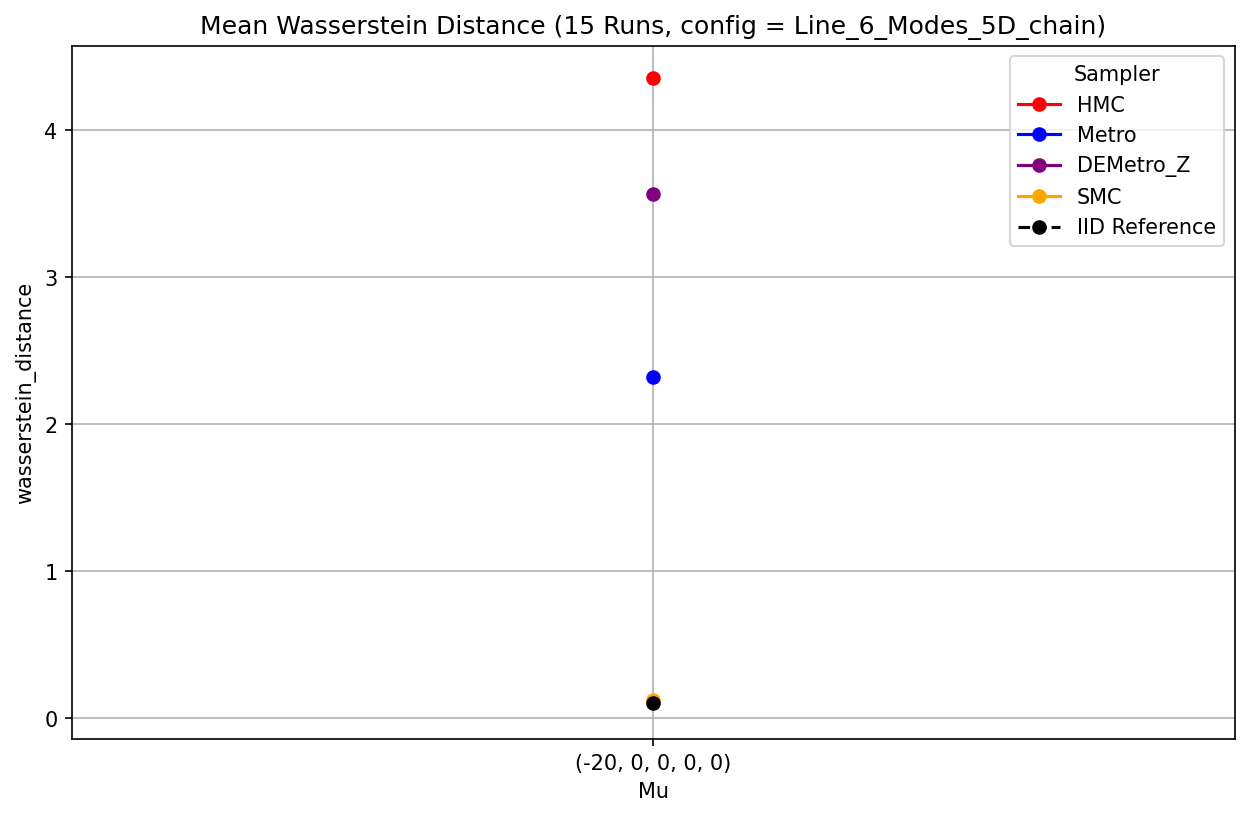 Mean Wasserstein Distance (15 Runs, config = Line_6_Modes_5D_chain)
Sampler
HMC
Metro
DEMetro_Z
SMC
IID Reference
wasserstein_distance
4
3
2
1
0
(-20, 0, 0, 0, 0)
Mu